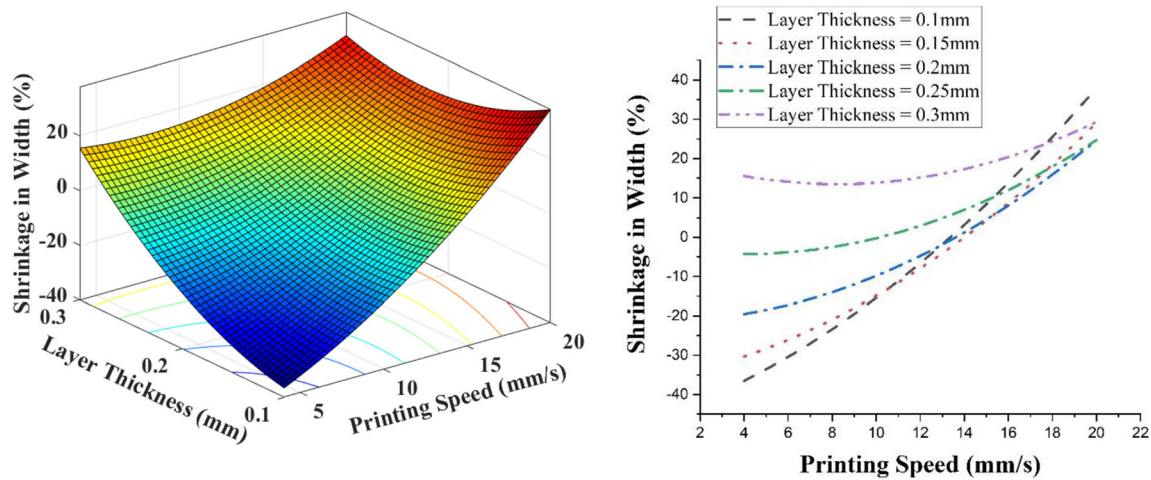 20
0
-20
-40
Shrinkage in Width (%)
0.3
0.2
0.1
Layer Thickness (mm)
5
10
15
20
Printing Speed (mm/s)
Layer Thickness = 0.1mm
Layer Thickness = 0.15mm
Layer Thickness = 0.2mm
Layer Thickness = 0.25mm
Layer Thickness = 0.3mm
40
30
20
10
0
-10
-20
-30
-40
Shrinkage in Width (%)
2 4 6 8 10 12 14 16 18 20 22
Printing Speed (mm/s)